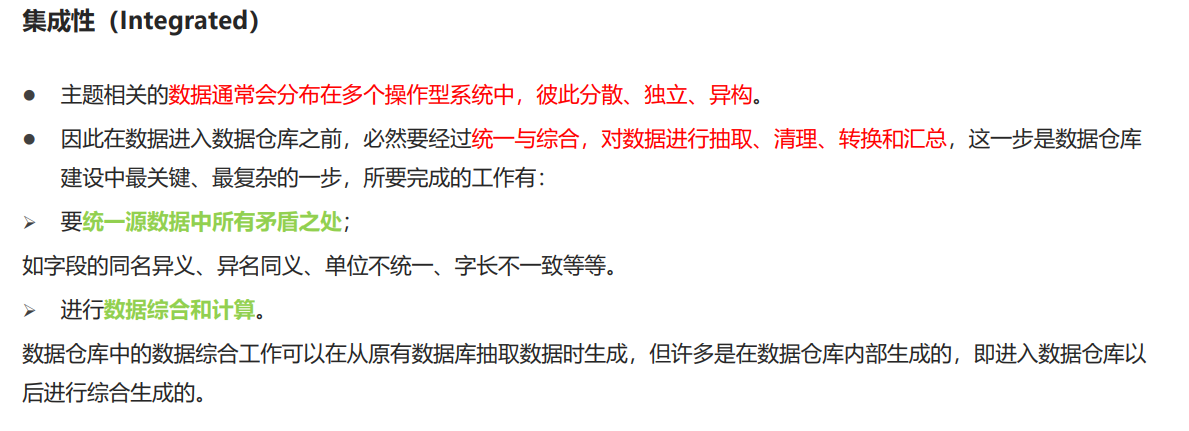 集成性（Integrated）
● 主题相关的数据通常会分布在多个操作型系统中，彼此分散、独立、异构。
● 因此在数据进入数据仓库之前，必然要经过统一与综合，对数据进行抽取、清理、转换和汇总，这一步是数据仓库
建设中最关键、最复杂的一步，所要完成的工作有：
➢ 要统一源数据中所有矛盾之处；
如字段的同名异义、异名同义、单位不统一、字长不一致等等。
➢ 进行数据综合和计算。
数据仓库中的数据综合工作可以在从原有数据库抽取数据时生成，但许多是在数据仓库内部生成的，即进入数据仓库以
后进行综合生成的。